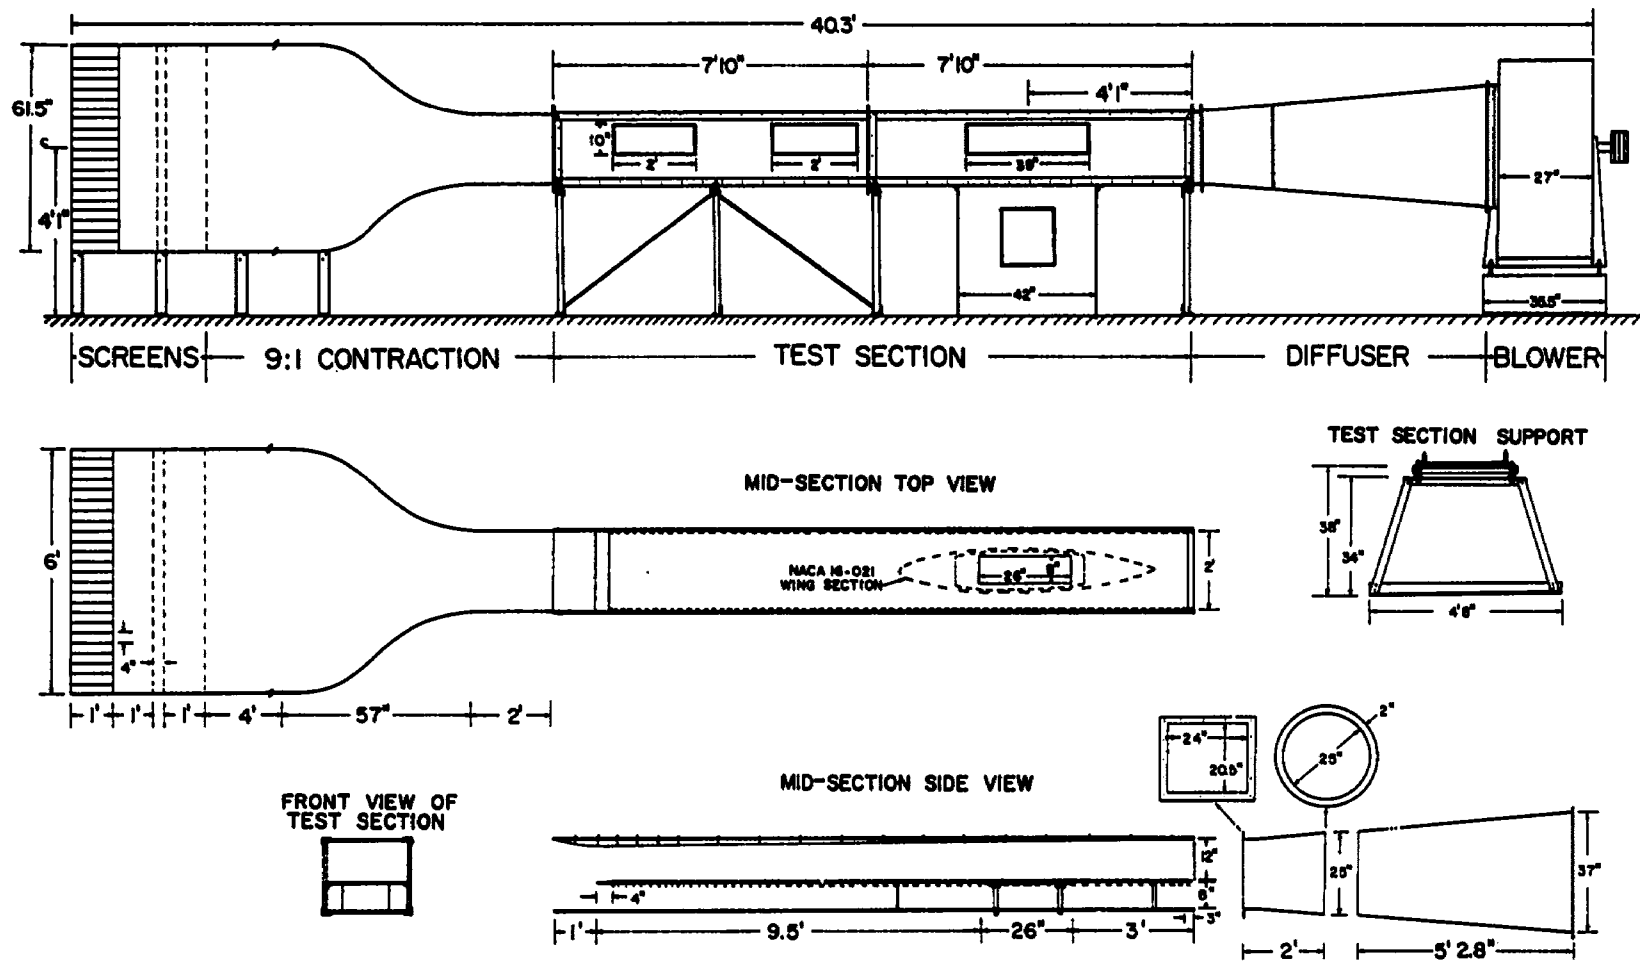 40.3'
7'10" 7'10"
4'1"
61.5"
10"
2' 2' 39"
27"
4'1"
42"
36.5"
SCREENS 9:1 CONTRACTION TEST SECTION DIFFUSER BLOWER
TEST SECTION SUPPORT
MID-SECTION TOP VIEW
6'
NACA 16-021
WING SECTION
26"
2'
38"
34"
4'8"
4"
1' 1' 1' 4' 57" 2'
2"
24"
20.5"
25"
MID-SECTION SIDE VIEW
FRONT VIEW OF
TEST SECTION
12"
25"
37"
4"
3"
1' 9.5' 26" 3'
2' 5' 2.8"